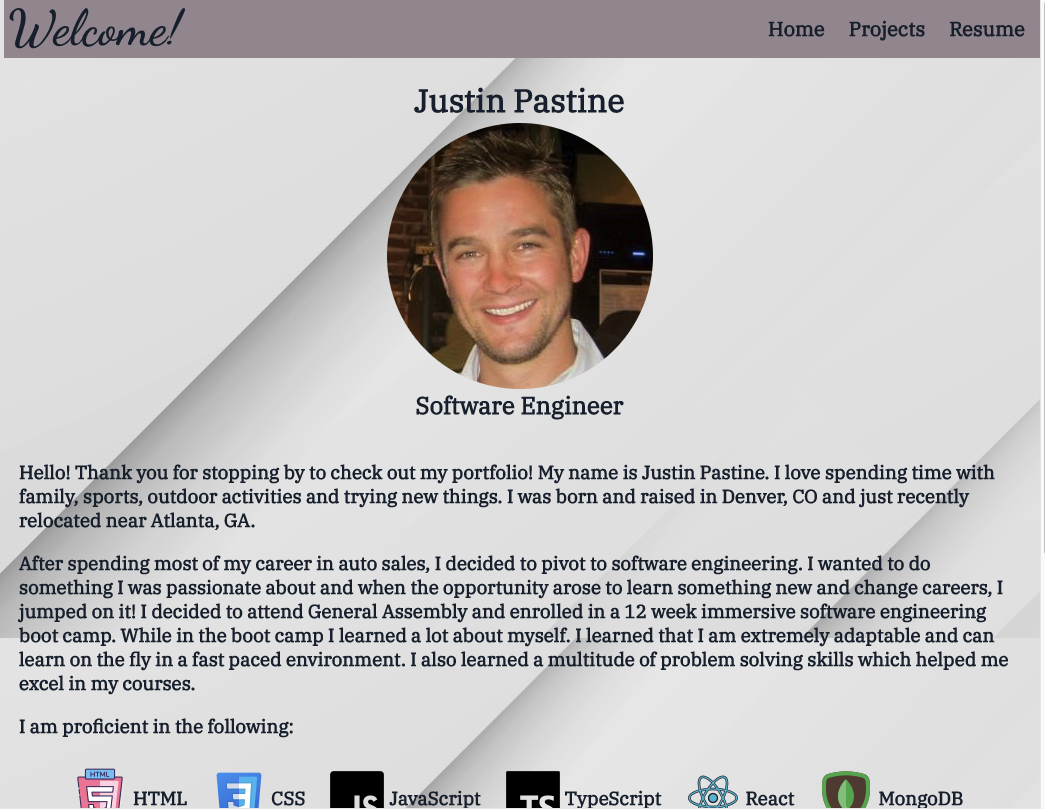 Welcome!
Home Projects Resume
Justin Pastine
Software Engineer
Hello! Thank you for stopping by to check out my portfolio! My name is Justin Pastine. I love spending time with
family, sports, outdoor activities and trying new things. I was born and raised in Denver, CO and just recently
relocated near Atlanta, GA.
After spending most of my career in auto sales, I decided to pivot to software engineering. I wanted to do
something I was passionate about and when the opportunity arose to learn something new and change careers, I
jumped on it! I decided to attend General Assembly and enrolled in a 12 week immersive software engineering
boot camp. While in the boot camp I learned a lot about myself. I learned that I am extremely adaptable and can
learn on the fly in a fast paced environment. I also learned a multitude of problem solving skills which helped me
excel in my courses.
I am proficient in the following:
HTML 5 HTML 3 CSS JS JavaScript TS TypeScript React MongoDB